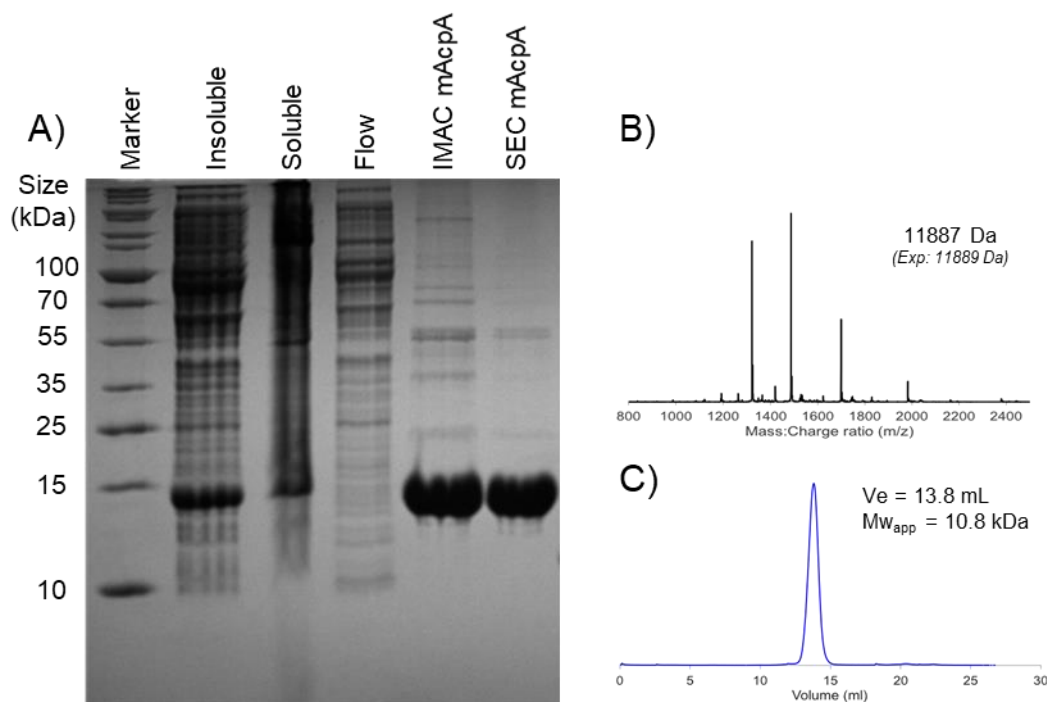 A)
Marker
Insoluble
Soluble
Flow
IMAC mAcpA
SEC mAcpA
Size
(kDa)
100
70
55
35
25
15
10
B)
11887 Da
(Exp: 11889 Da)
800 1000 1200 1400 1600 1800 2000 2200 2400
Mass:Charge ratio (m/z)
C)
Ve = 13.8 mL
Mwapp = 10.8 kDa
0 5 10 15 20 25 30
Volume (ml)